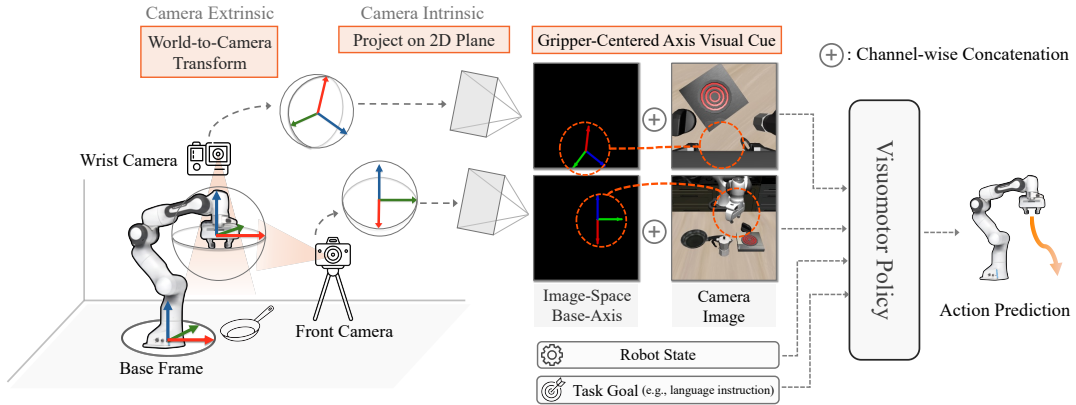 Camera Extrinsic
World-to-Camera
Transform
Camera Intrinsic
Project on 2D Plane
Gripper-Centered Axis Visual Cue
+ : Channel-wise Concatenation
Wrist Camera
Front Camera
Base Frame
+
+
Image-Space
Base-Axis
Camera
Image
Robot State
Task Goal (e.g., language instruction)
Visuomotor Policy
Action Prediction